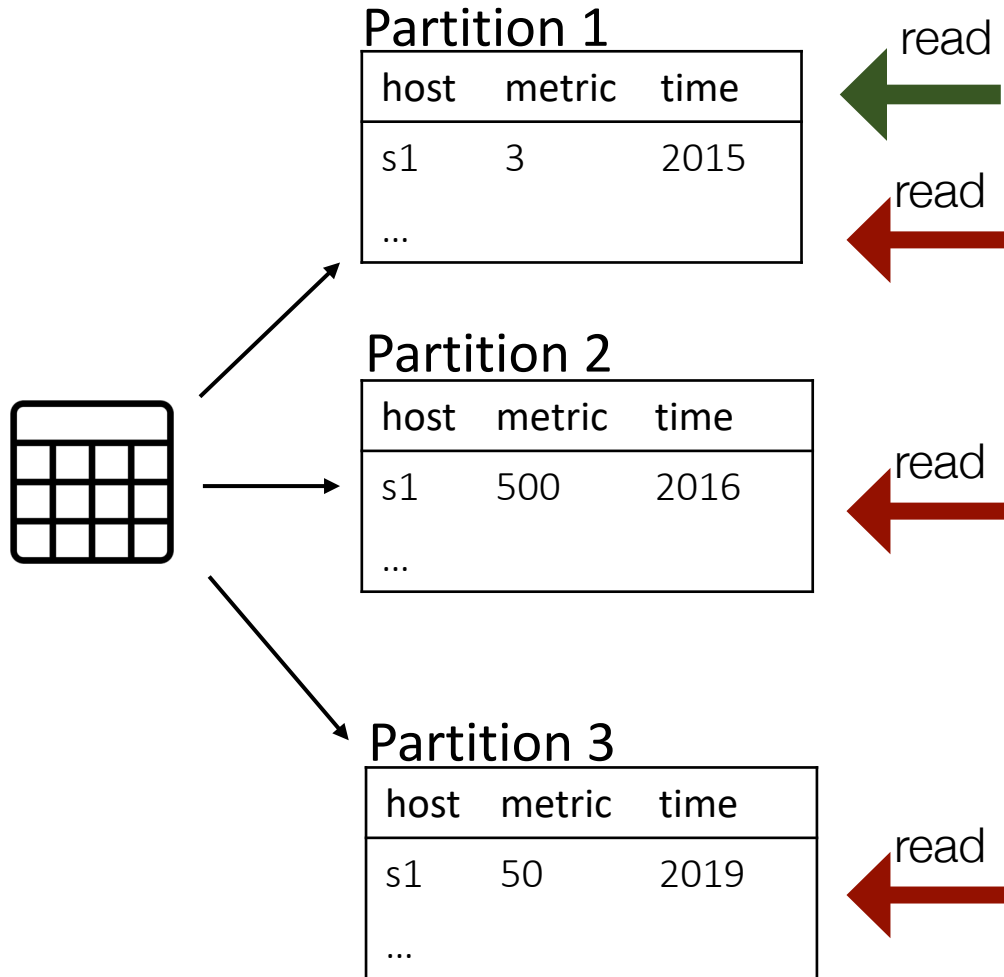 Partition 1
read
host metric time
s1 3 2015
read
...
Partition 2
host metric time
s1 500 2016
read
...
Partition 3
host metric time
s1 50 2019
read
...